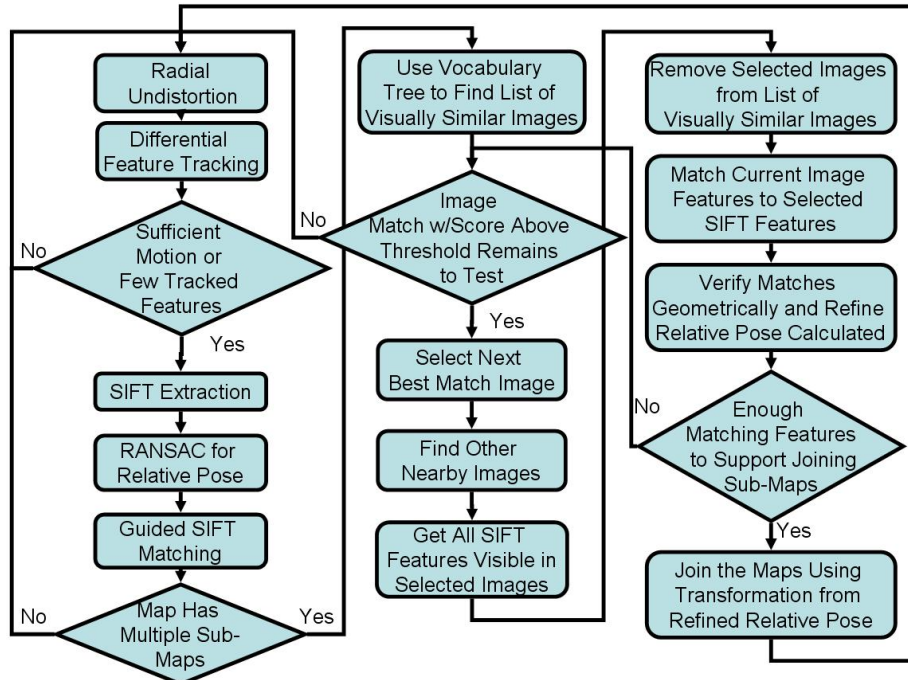 Radial
Undistortion
Differential
Feature Tracking
No
Sufficient
Motion or
Few Tracked
Features
Yes
SIFT Extraction
RANSAC for
Relative Pose
Guided SIFT
Matching
No
Map Has
Multiple Sub-
Maps
Yes
Use Vocabulary
Tree to Find List of
Visually Similar Images
No
Image
Match w/Score Above
Threshold Remains
to Test
Yes
Select Next
Best Match Image
Find Other
Nearby Images
Get All SIFT
Features Visible in
Selected Images
Remove Selected Images
from List of
Visually Similar Images
Match Current Image
Features to Selected
SIFT Features
Verify Matches
Geometrically and Refine
Relative Pose Calculated
No
Enough
Matching Features
to Support Joining
Sub-Maps
Yes
Join the Maps Using
Transformation from
Refined Relative Pose